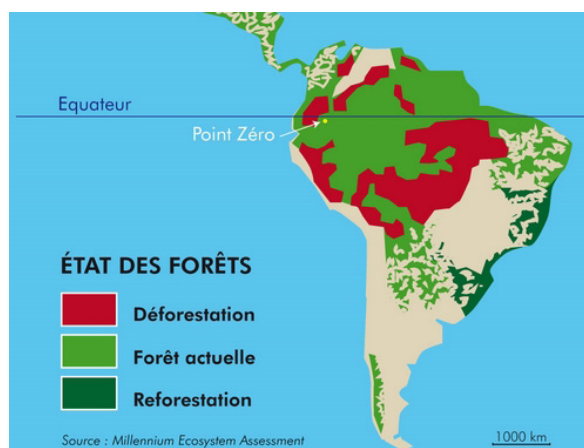 Equateur
Point Zéro
ÉTAT DES FORÊTS
Déforestation
Forêt actuelle
Reforestation
Source : Millennium Ecosystem Assessment
1000 km